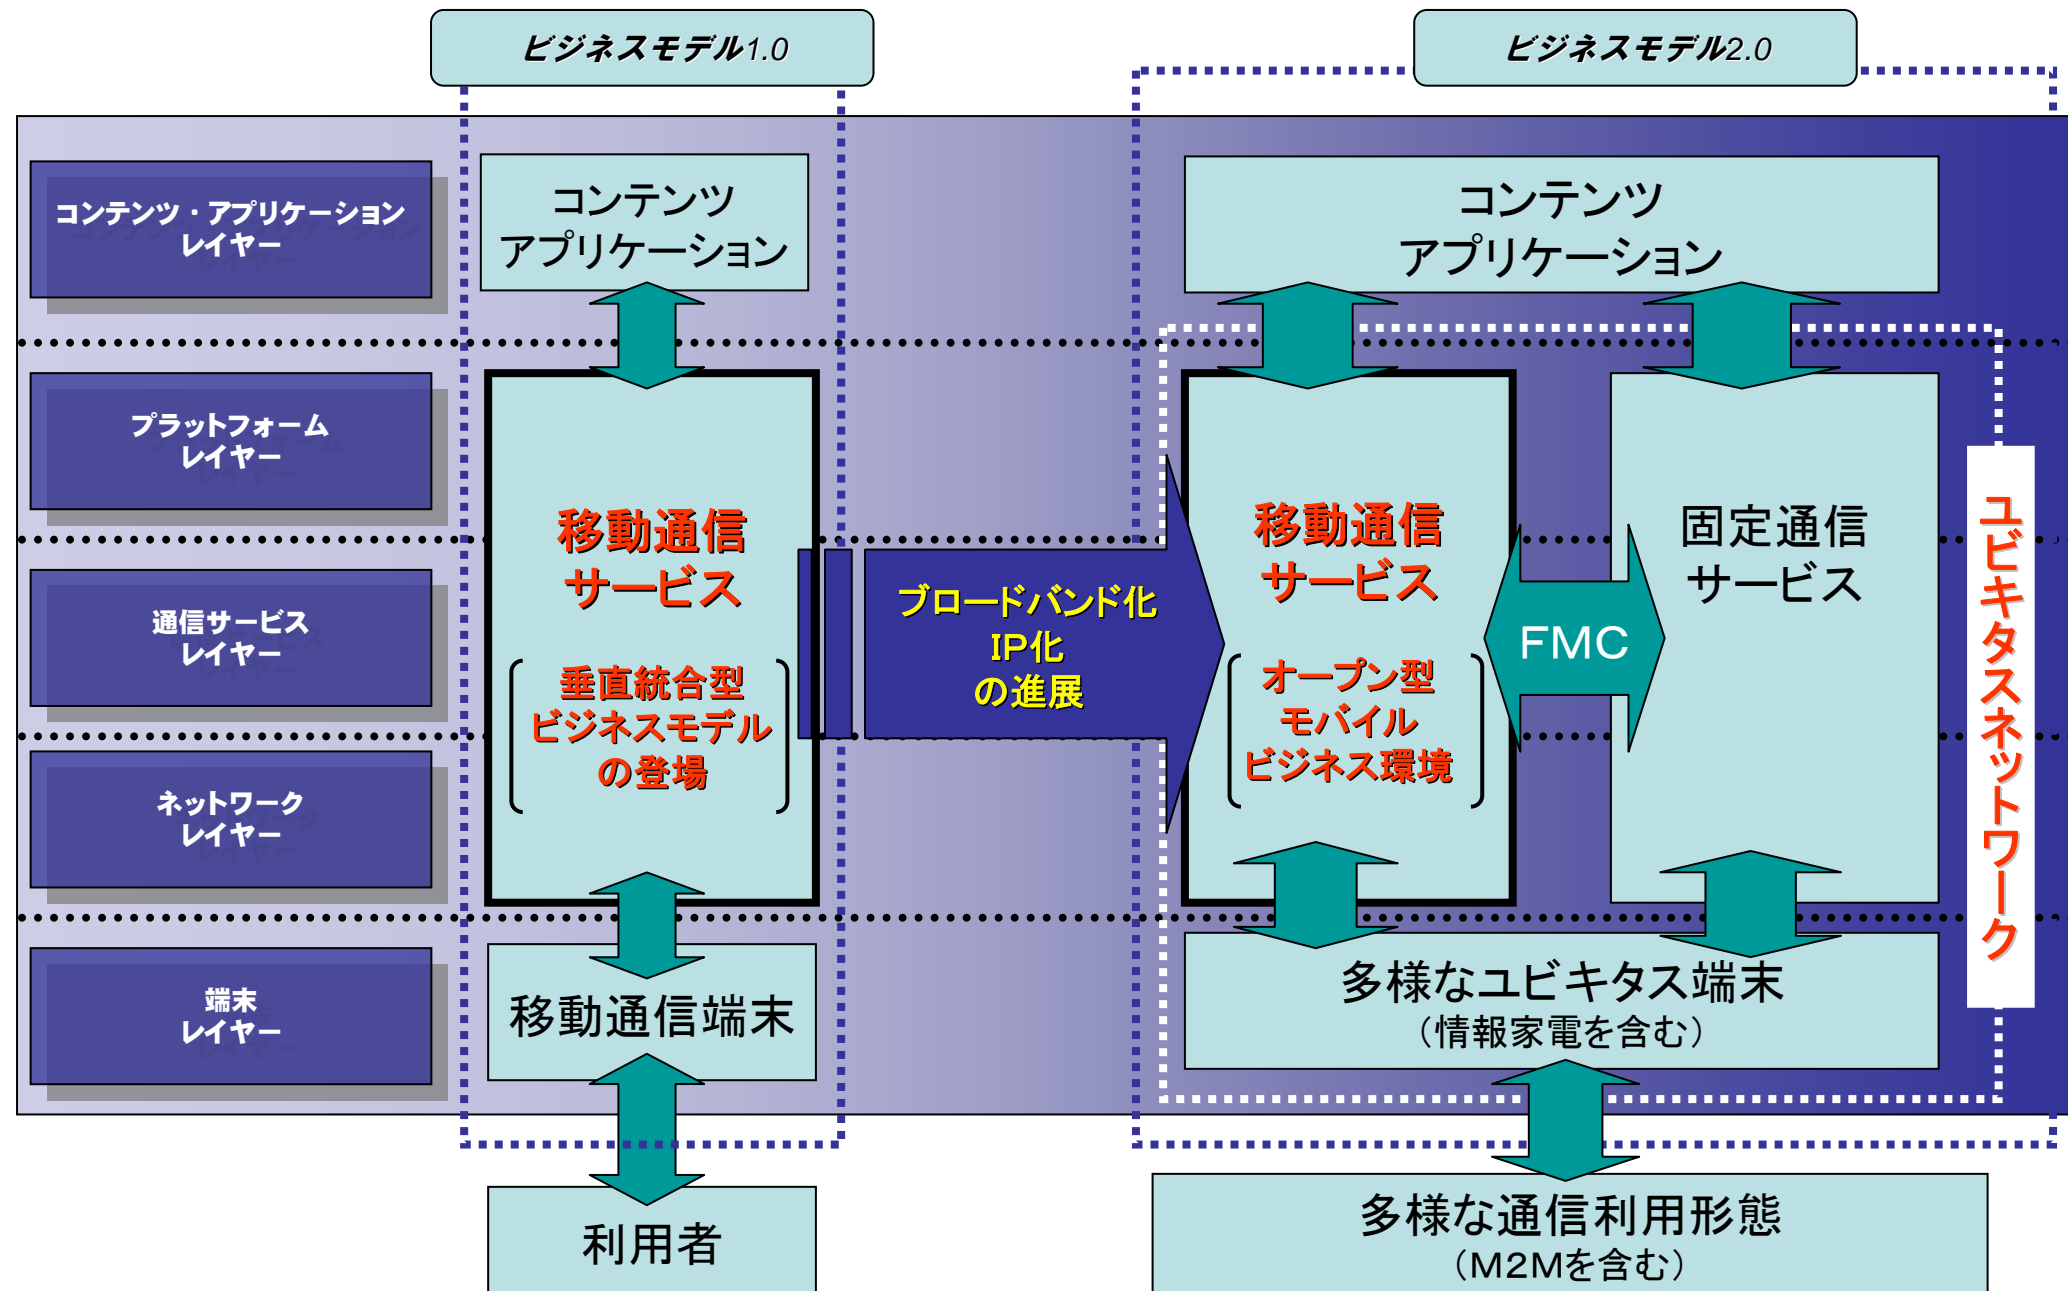 ビジネスモデル1.0
ビジネスモデル2.0
コンテンツ・アプリケーション
レイヤー
プラットフォーム
レイヤー
通信サービス
レイヤー
ネットワーク
レイヤー
端末
レイヤー
コンテンツ
アプリケーション
移動通信
サービス
垂直統合型
ビジネスモデル
の登場
移動通信端末
利用者
ブロードバンド化
IP化
の進展
コンテンツ
アプリケーション
移動通信
サービス
オープン型
モバイル
ビジネス環境
FMC
固定通信
サービス
多様なユビキタス端末
（情報家電を含む）
多様な通信利用形態
（M2Mを含む）
ユビキタスネットワーク